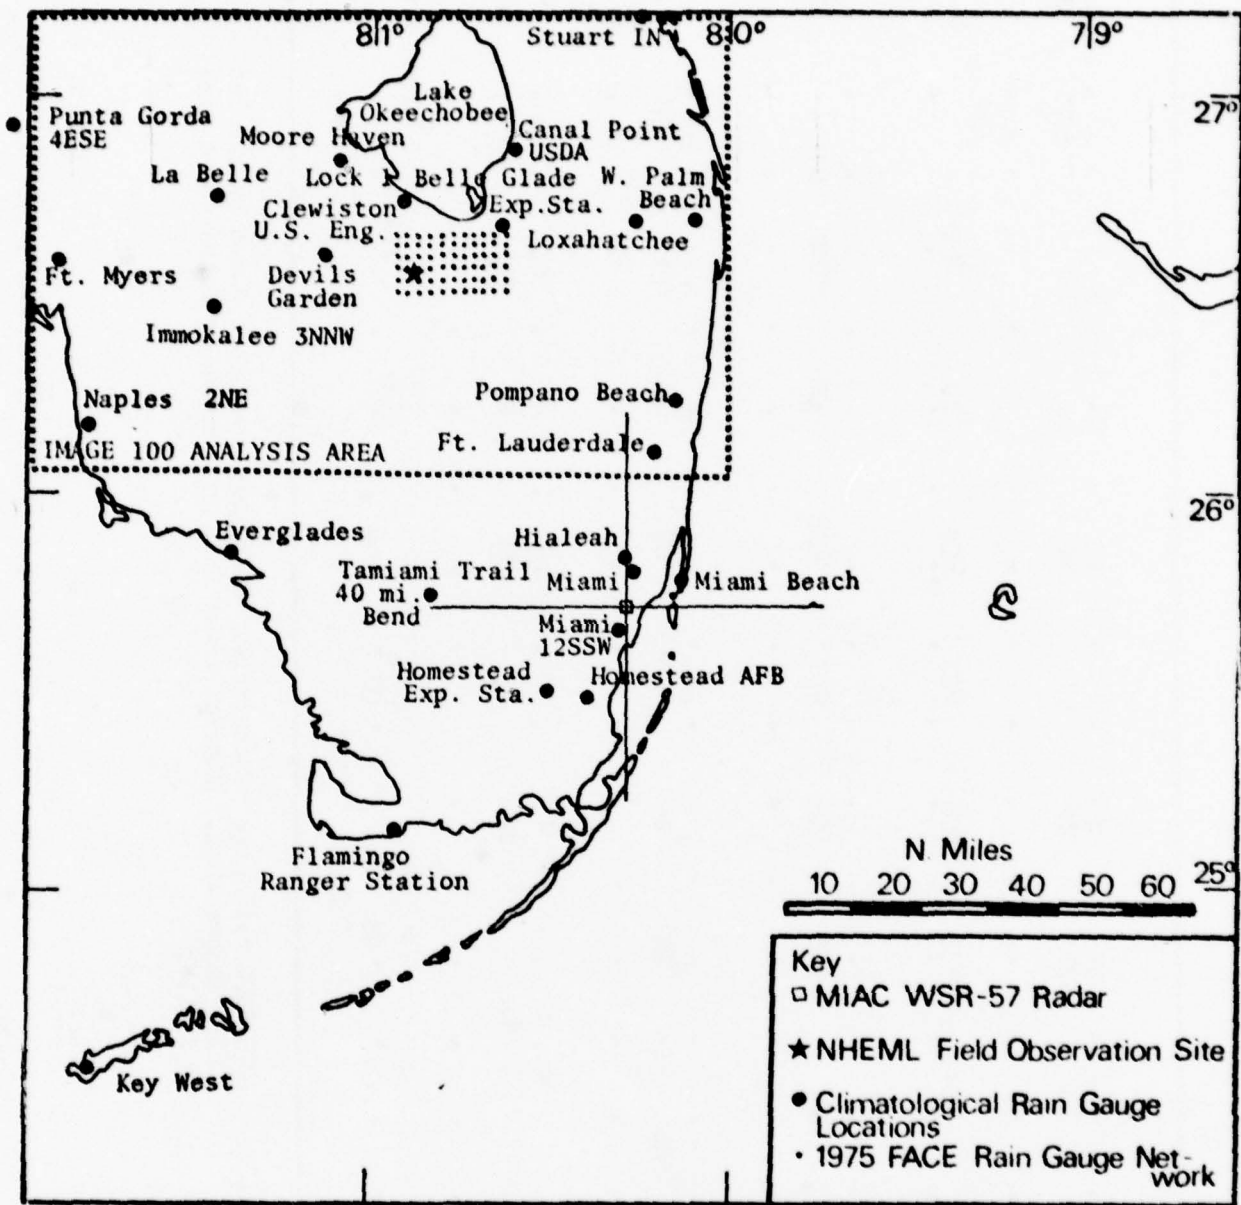 81°
Stuart IN
80°
79°
27°
Lake
Okeechobee
Punta Gorda
4ESE
Moore Haven
Lock 1
Canal Point
USDA
La Belle
Belle Glade
Exp.Sta.
W. Palm
Beach
Clewiston
U.S. Eng.
Loxahatchee
Ft. Myers
Devils
Garden
Immokalee 3NNW
Naples 2NE
Pompano Beach
Ft. Lauderdale
IMAGE 100 ANALYSIS AREA
26°
Everglades
Hialeah
Tamiami Trail
40 mi.
Bend
Miami
Miami Beach
Miami
12SSW
Homestead
Exp. Sta.
Homestead AFB
Flamingo
Ranger Station
N Miles
10 20 30 40 50 60
25°
Key West
Key
MIAC WSR-57 Radar
NHEML Field Observation Site
Climatological Rain Gauge
Locations
1975 FACE Rain Gauge Net-
work